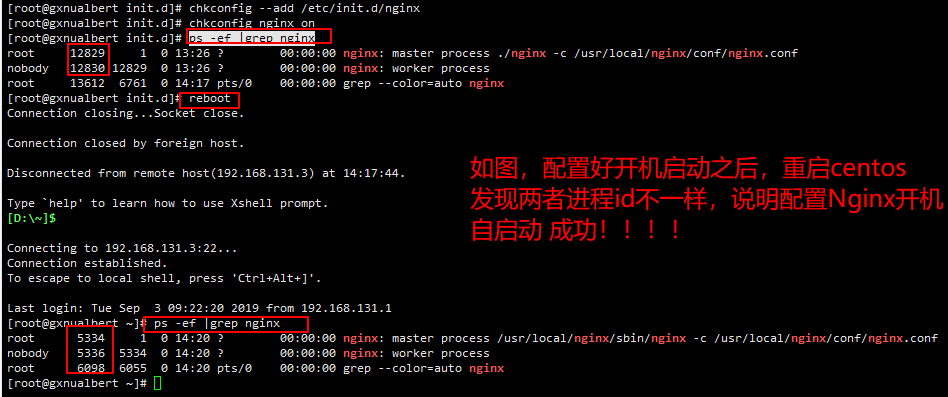 [root@gxnualbert init.d]# chkconfig --add /etc/init.d/nginx
[root@gxnualbert init.d]# chkconfig nginx on
[root@gxnualbert init.d]# ps -ef |grep nginx
root 12829 1 0 13:26 ? 00:00:00 nginx: master process ./nginx -c /usr/local/nginx/conf/nginx.conf
nobody 12830 12829 0 13:26 ? 00:00:00 nginx: worker process
root 13612 6761 0 14:17 pts/0 00:00:00 grep --color=auto nginx
[root@gxnualbert init.d]# reboot
Connection closing...Socket close.
Connection closed by foreign host.
Disconnected from remote host(192.168.131.3) at 14:17:44.
Type `help' to learn how to use Xshell prompt.
[D:\~]$
Connecting to 192.168.131.3:22...
Connection established.
To escape to local shell, press 'Ctrl+Alt+]'.
Last login: Tue Sep  3 09:22:20 2019 from 192.168.131.1
[root@gxnualbert ~]# ps -ef |grep nginx
root 5334 1 0 14:20 ? 00:00:00 nginx: master process /usr/local/nginx/sbin/nginx -c /usr/local/nginx/conf/nginx.conf
nobody 5336 5334 0 14:20 ? 00:00:00 nginx: worker process
root 6098 6055 0 14:20 pts/0 00:00:00 grep --color=auto nginx
[root@gxnualbert ~]#
如图，配置好开机启动之后，重启centos
发现两者进程id不一样，说明配置Nginx开机
自启动 成功！！！！